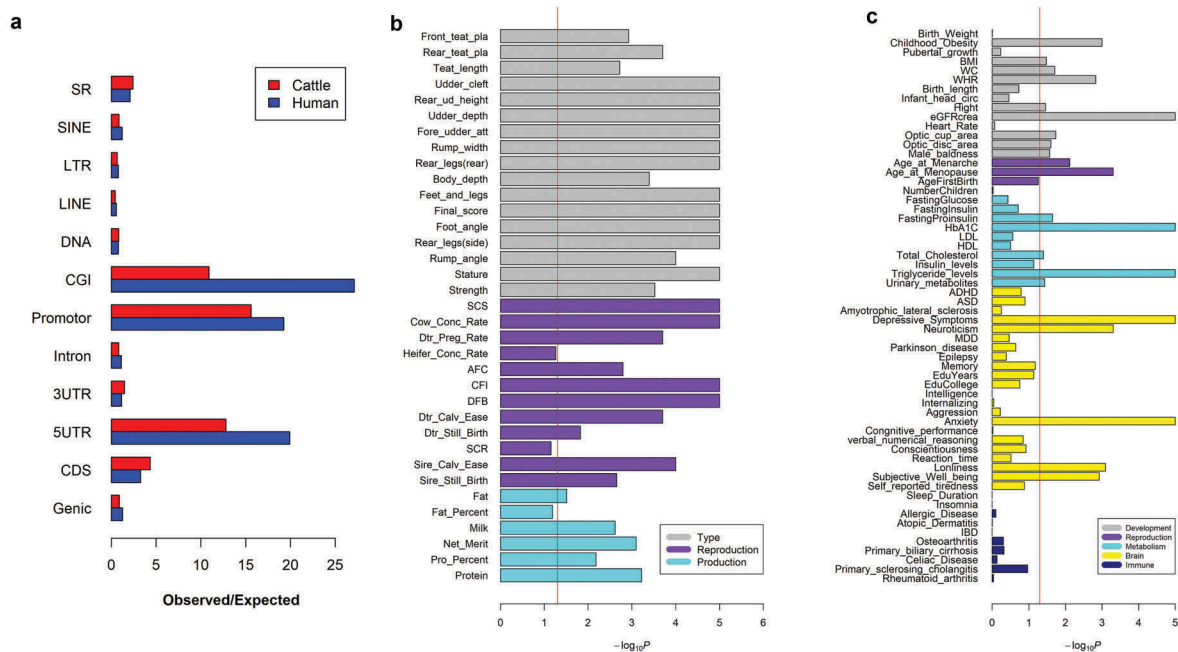 a
Cattle
Human
SR
SINE
LTR
LINE
DNA
CGI
Promotor
Intron
3UTR
5UTR
CDS
Genic
0 5 10 15 20 25
Observed/Expected
b
Front_teat_pla
Rear_teat_pla
Teat_length
Udder_cleft
Rear_ud_height
Udder_depth
Fore_udder_att
Rump_width
Rear_legs(rear)
Body_depth
Feet_and_legs
Final_score
Foot_angle
Rear_legs(side)
Rump_angle
Stature
Strength
SCS
Cow_Conc_Rate
Dtr_Preg_Rate
Heifer_Conc_Rate
AFC
CFI
DFB
Dtr_Calv_Ease
Dtr_Still_Birth
SCR
Sire_Calv_Ease
Sire_Still_Birth
Fat
Fat_Percent
Milk
Net_Merit
Pro_Percent
Protein
Type
Reproduction
Production
0 1 2 3 4 5 6
−log10P
c
Birth_Weight
Childhood_Obesity
Pubertal_growth
BMI
WC
WHR
Birth_length
Infant_head_circ
Hight
eGFRcrea
Heart_Rate
Optic_cup_area
Optic_disc_area
Male_baldness
Age_at_Menarche
Age_at_Menopause
AgeFirstBirth
NumberChildren
FastingGlucose
FastingInsulin
FastingProinsulin
HbA1C
LDL
HDL
Total_Cholesterol
Insulin_levels
Triglyceride_levels
Urinary_metabolites
ADHD
ASD
Amyotrophic_lateral_sclerosis
Depressive_Symptoms
Neuroticism
MDD
Parkinson_disease
Epilepsy
Memory
EduYears
EduCollege
Intelligence
Internalizing
Aggression
Anxiety
Congnitive_performance
verbal_numerical_reasoning
Conscientiousness
Reaction_time
Lonliness
Subjective_Well_being
Self_reported_tiredness
Sleep_Duration
Insomnia
Allergic_Disease
Atopic_Dermatitis
IBD
Osteoarthritis
Primary_biliary_cirrhosis
Celiac_Disease
Primary_sclerosing_cholangitis
Rheumatoid_arthritis
Development
Reproduction
Metabolism
Brain
Immune
0 1 2 3 4 5
−log10P